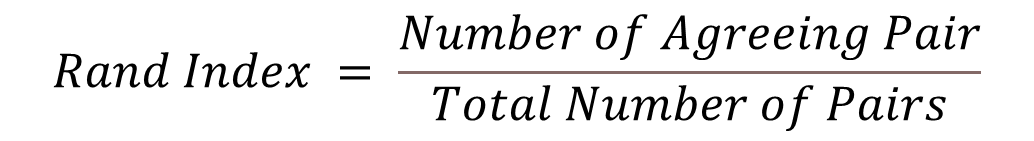 Rand Index = Number of Agreeing Pair / Total Number of Pairs